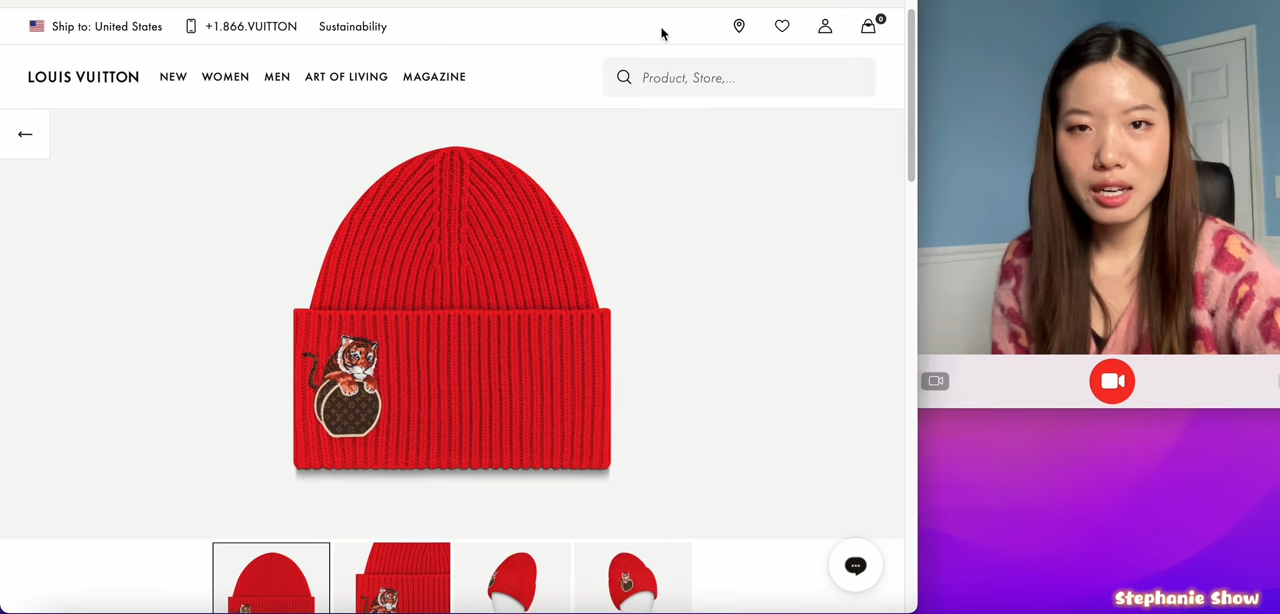 Ship to: United States +1.866.VUITTON Sustainability 0
LOUIS VUITTON NEW WOMEN MEN ART OF LIVING MAGAZINE Product, Store,...
Stephanie Show